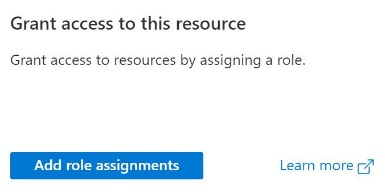 Grant access to this resource
Grant access to resources by assigning a role.
Add role assignments
Learn more